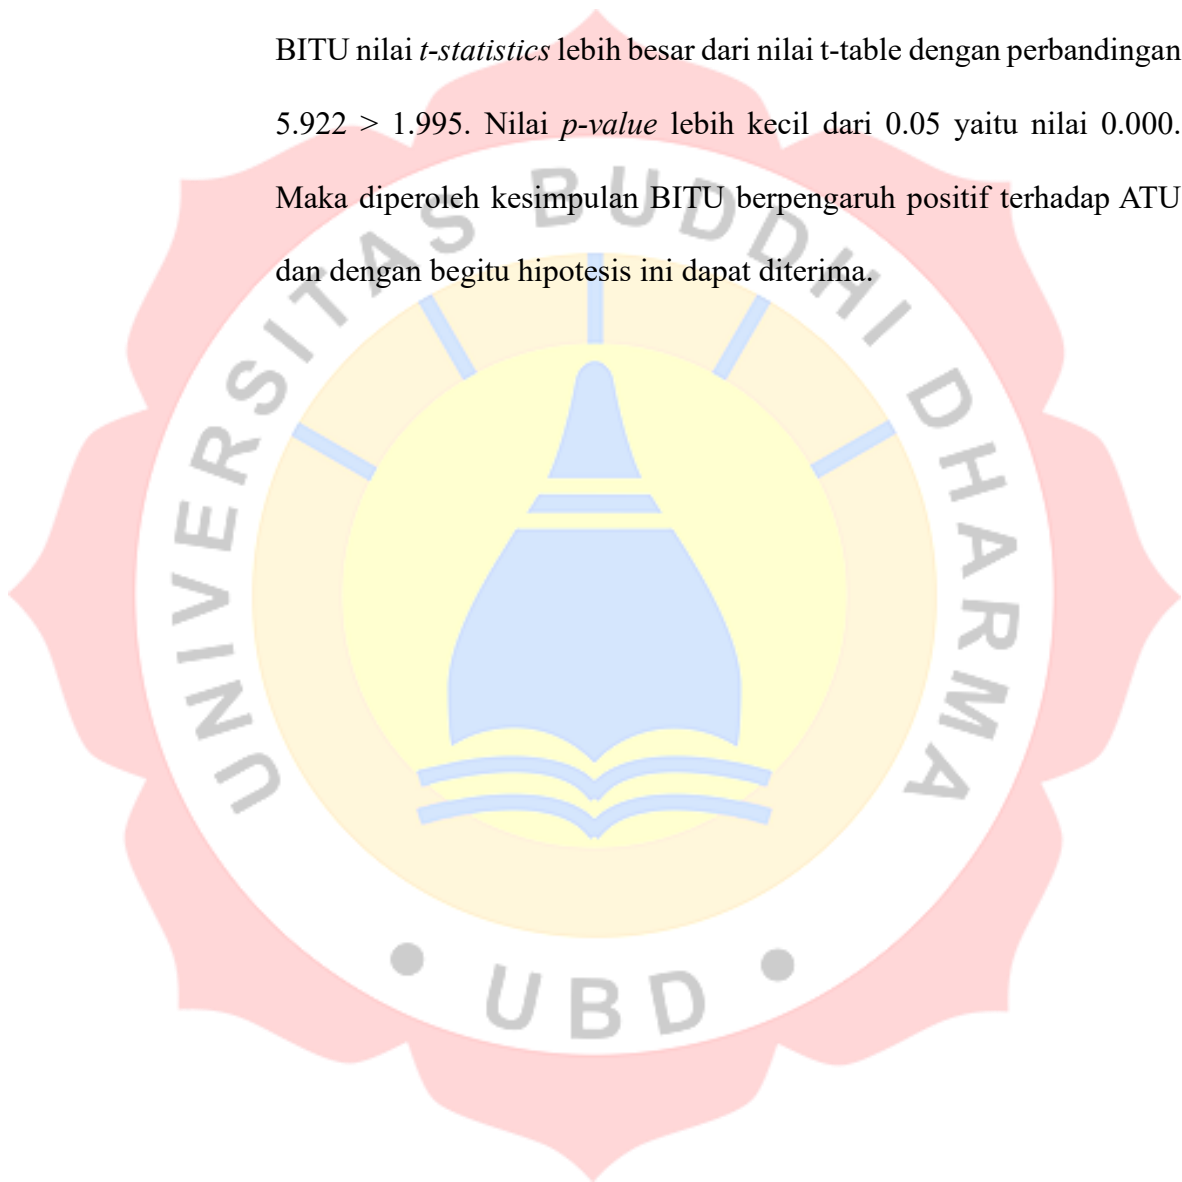 BITU nilai t-statistics lebih besar dari nilai t-table dengan perbandingan
5.922 > 1.995. Nilai p-value lebih kecil dari 0.05 yaitu nilai 0.000.
Maka diperoleh kesimpulan BITU berpengaruh positif terhadap ATU
dan dengan begitu hipotesis ini dapat diterima.
UNIVERSITAS BUDDHI DHARMA
• UBD •